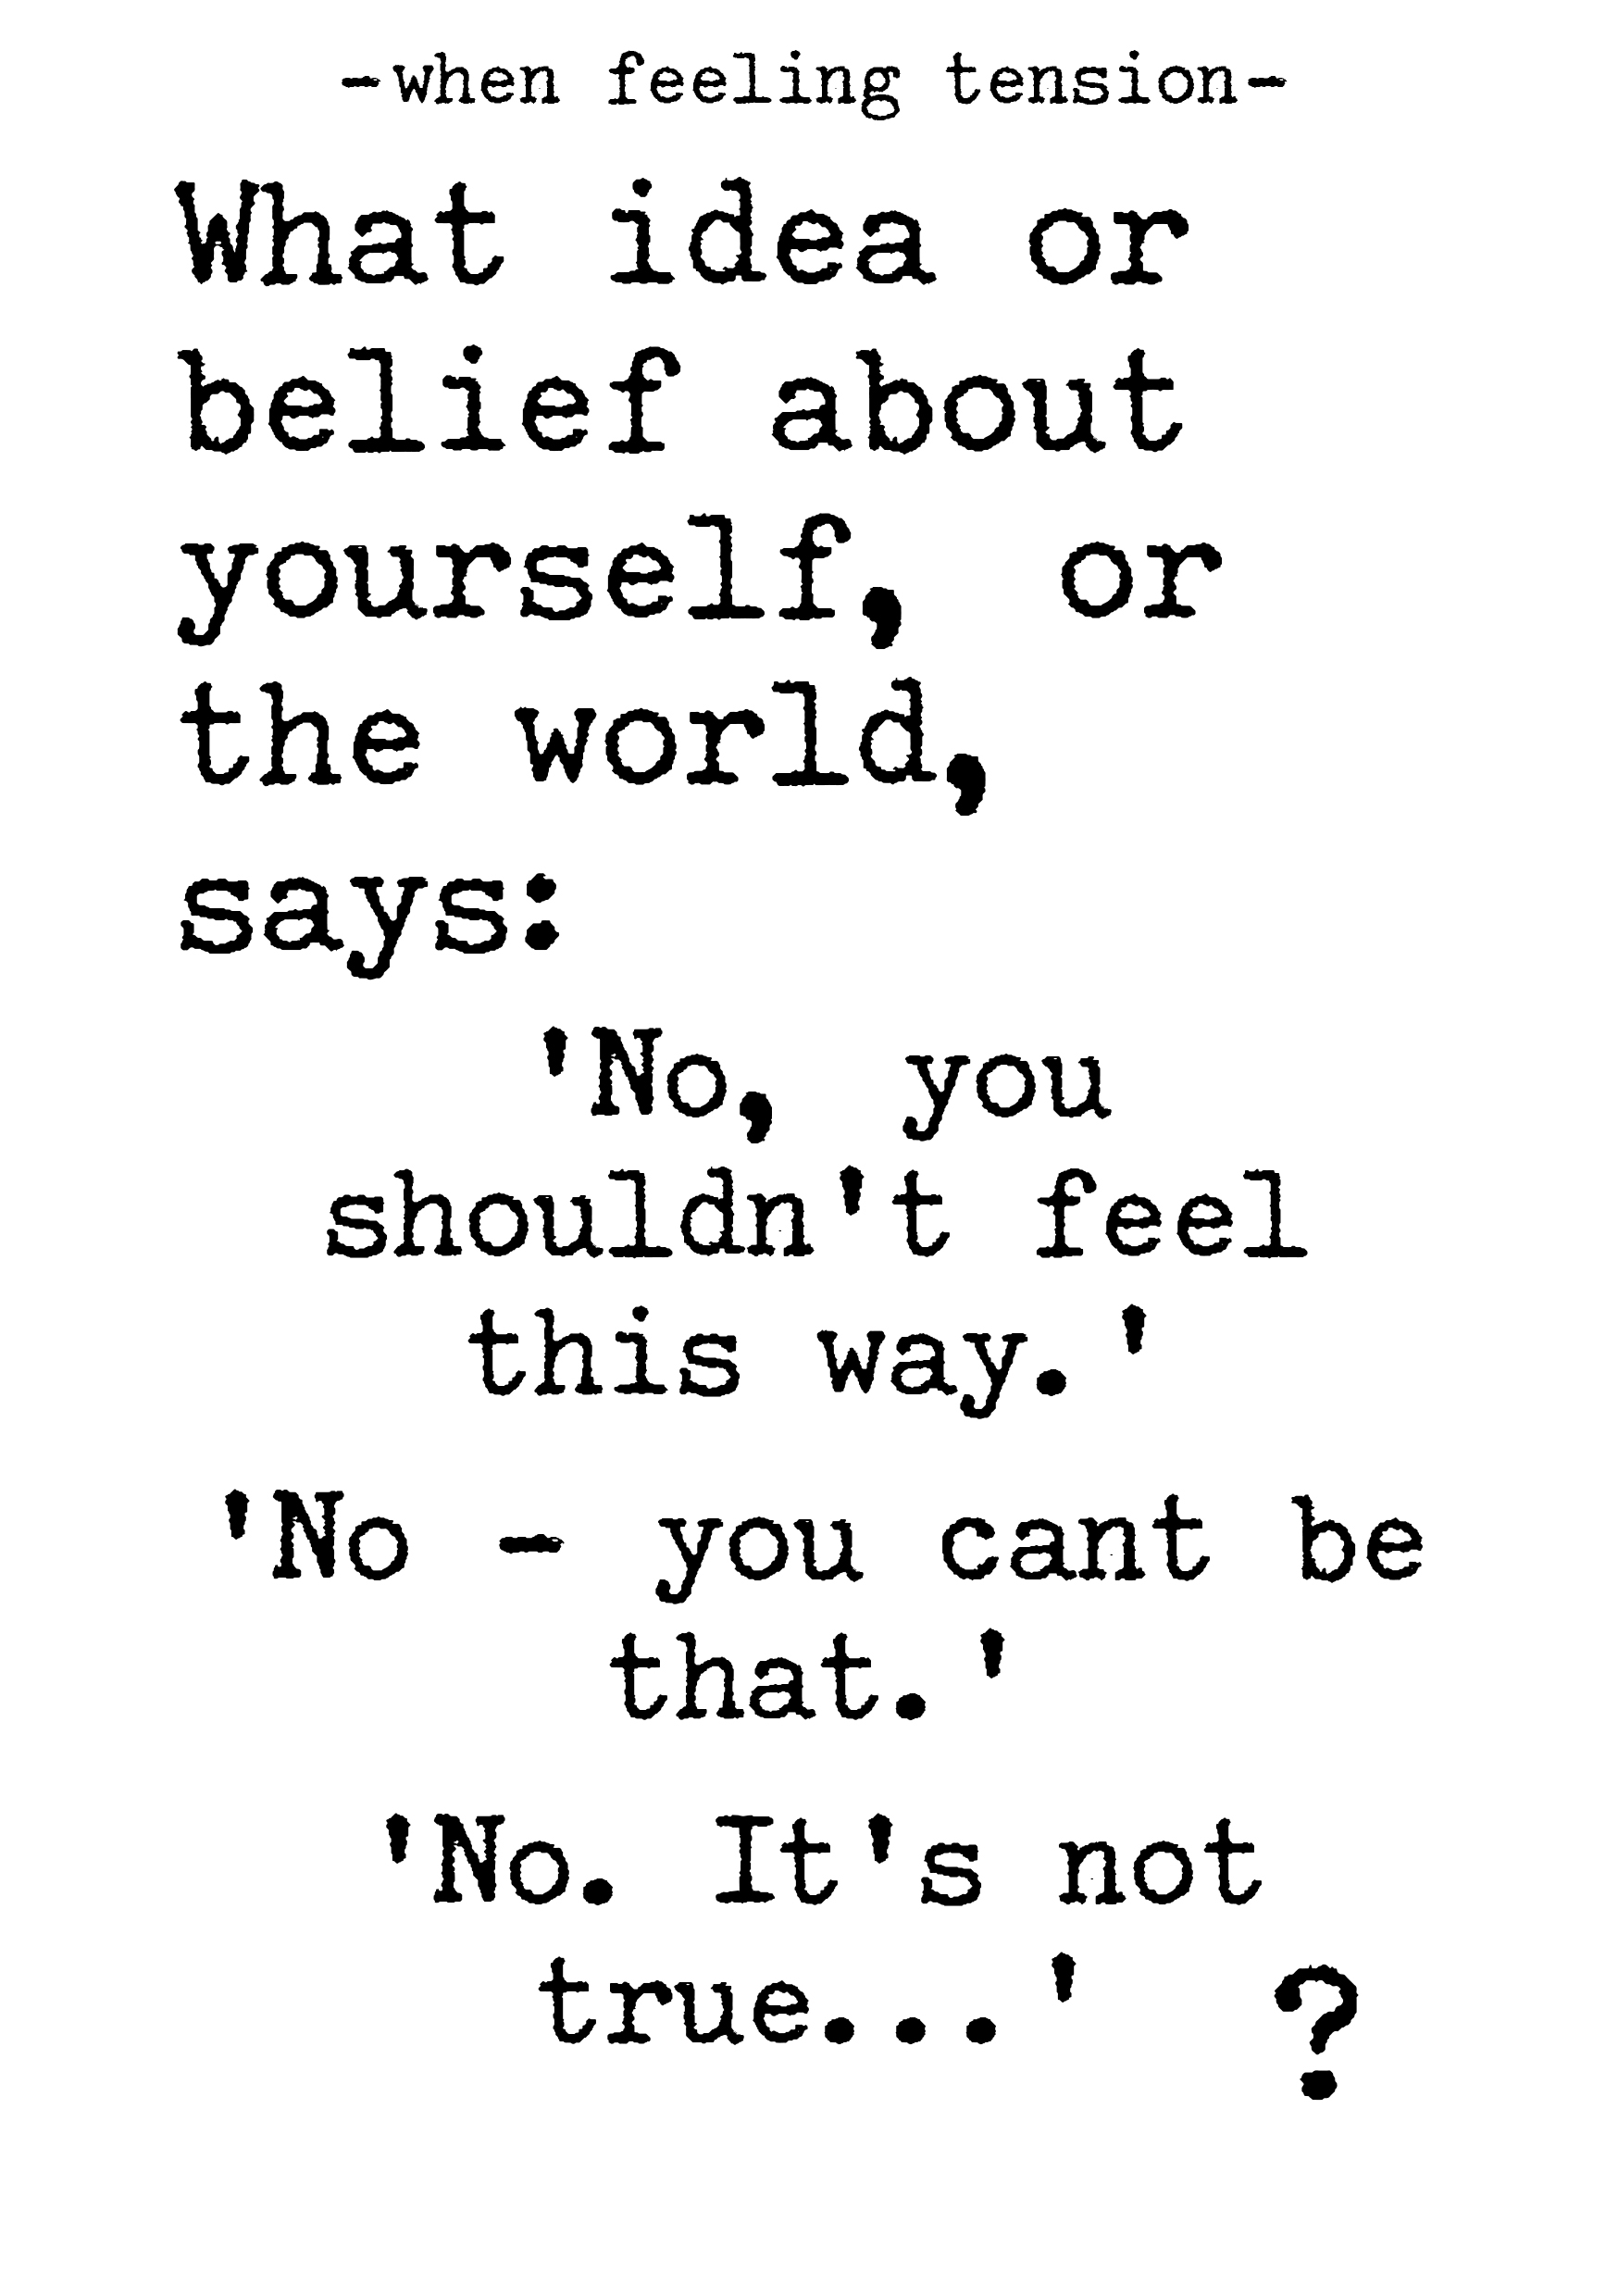 -when feeling tension-
What idea or
belief about
yourself, or
the world,
says:
'No, you
shouldn't feel
this way.'
'No - you cant be
that.'
'No. It's not
true...' ?